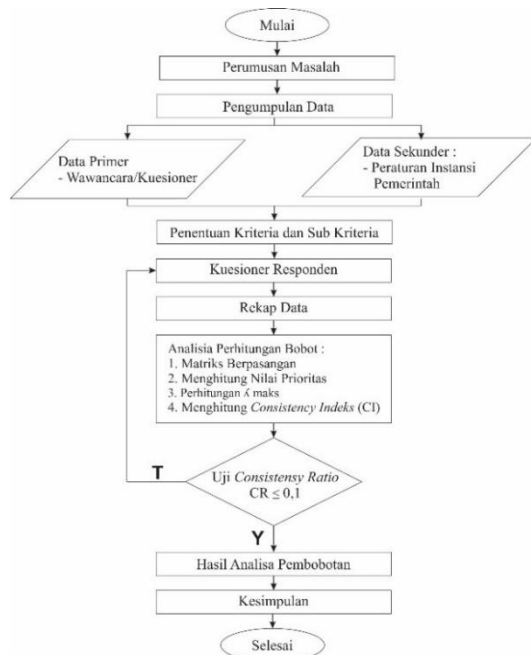 Mulai
Perumusan Masalah
Pengumpulan Data
Data Primer
- Wawancara/Kuesioner
Data Sekunder :
- Peraturan Instansi
Pemerintah
Penentuan Kriteria dan Sub Kriteria
Kuesioner Responden
Rekap Data
Analisia Perhitungan Bobot :
1. Matriks Berpasangan
2. Menghitung Nilai Prioritas
3. Perhitungan ʎ maks
4. Menghitung Consistency Indeks (CI)
T
Uji Consistensy Ratio
CR ≤ 0,1
Y
Hasil Analisa Pembobotan
Kesimpulan
Selesai